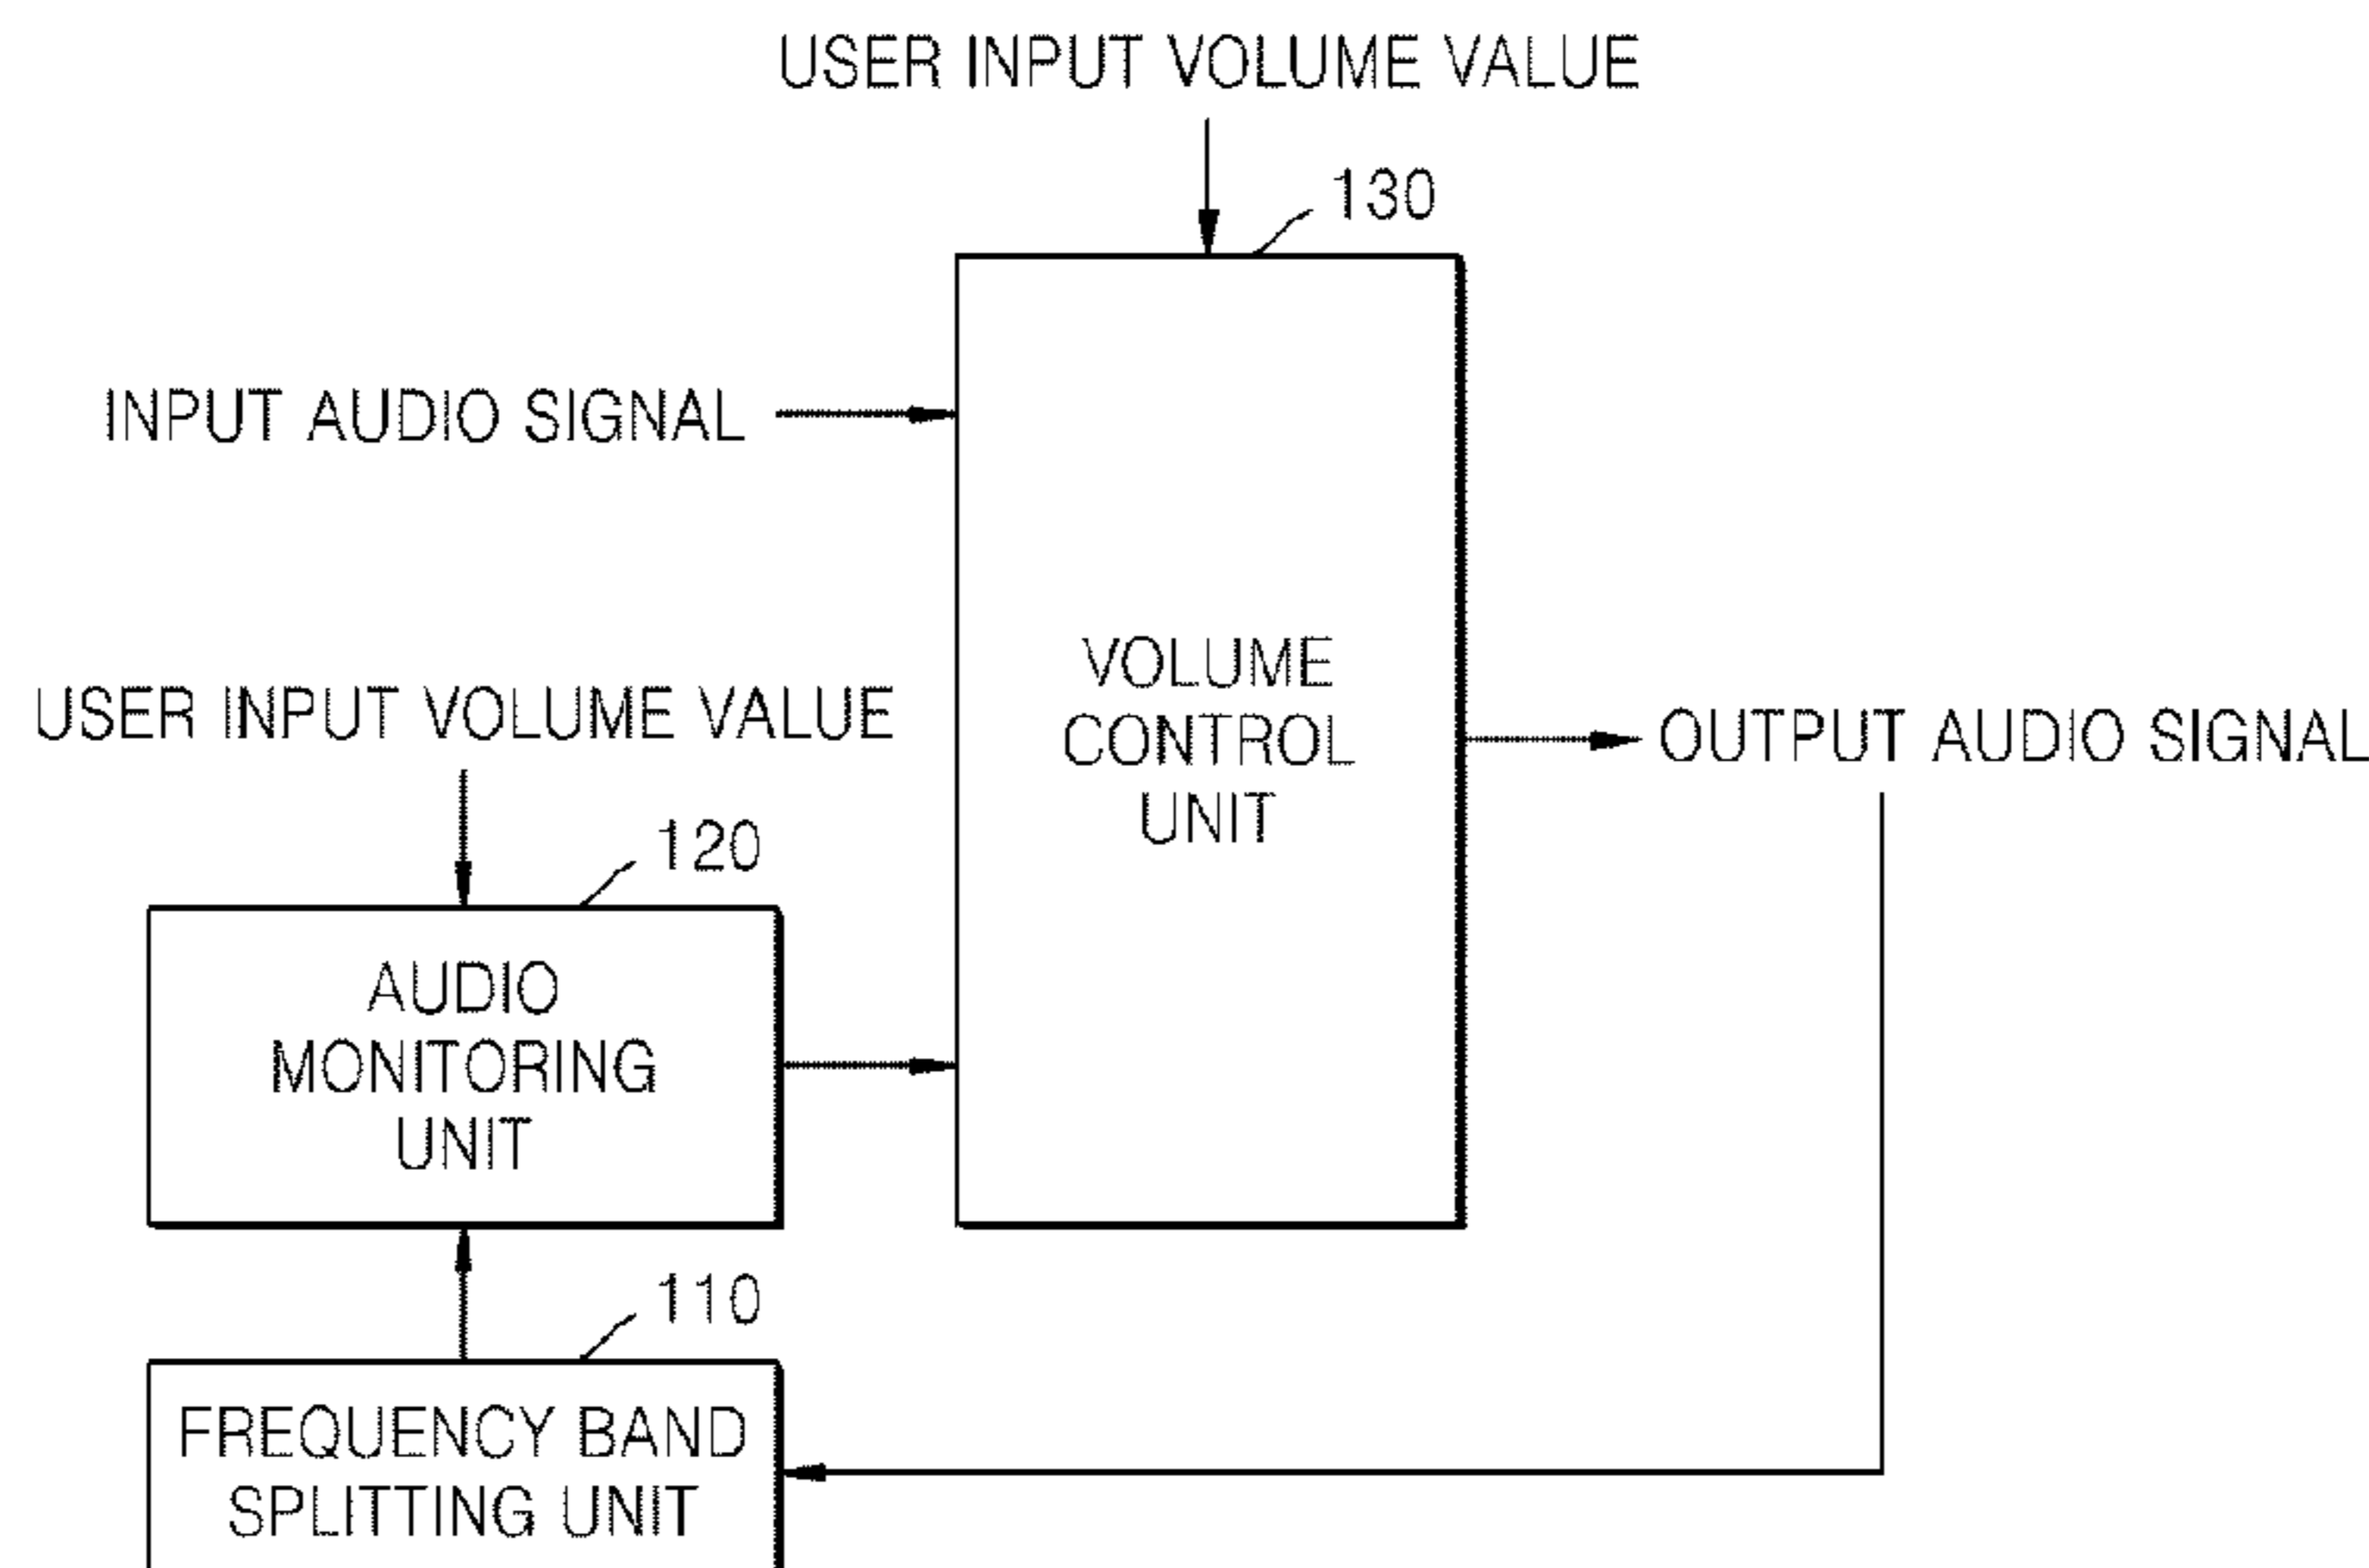 USER INPUT VOLUME VALUE
130
INPUT AUDIO SIGNAL
VOLUME
CONTROL
UNIT
USER INPUT VOLUME VALUE
OUTPUT AUDIO SIGNAL
120
AUDIO
MONITORING
UNIT
110
FREQUENCY BAND
SPLITTING UNIT